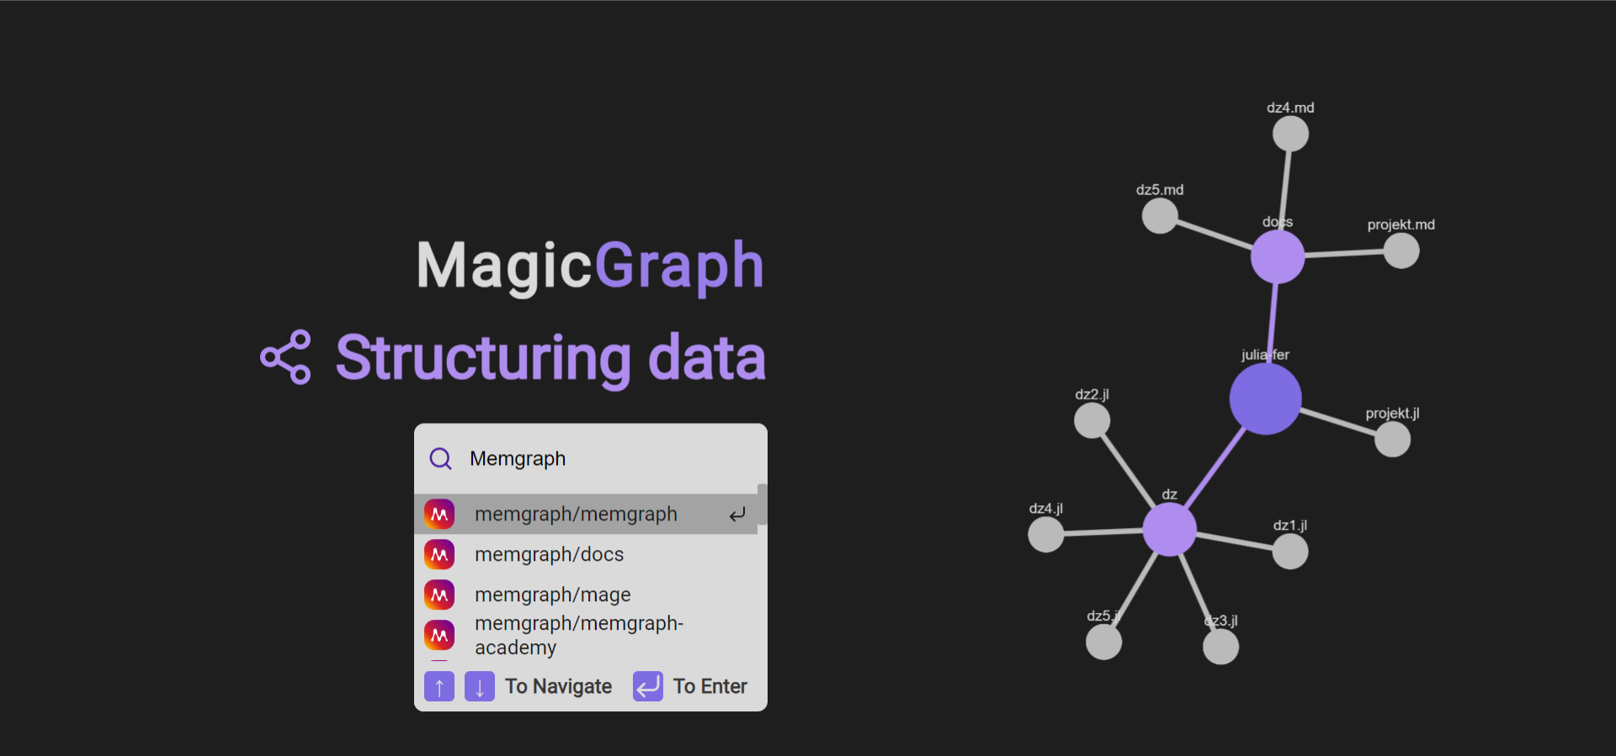 MagicGraph
Structuring data
Memgraph
memgraph/memgraph
memgraph/docs
memgraph/mage
memgraph/memgraph-
academy
To Navigate
To Enter
dz4.md
dz5.md
docs
projekt.md
julia-fer
dz2.jl
projekt.jl
dz
dz4.jl
dz1.jl
dz5.jl
dz3.jl